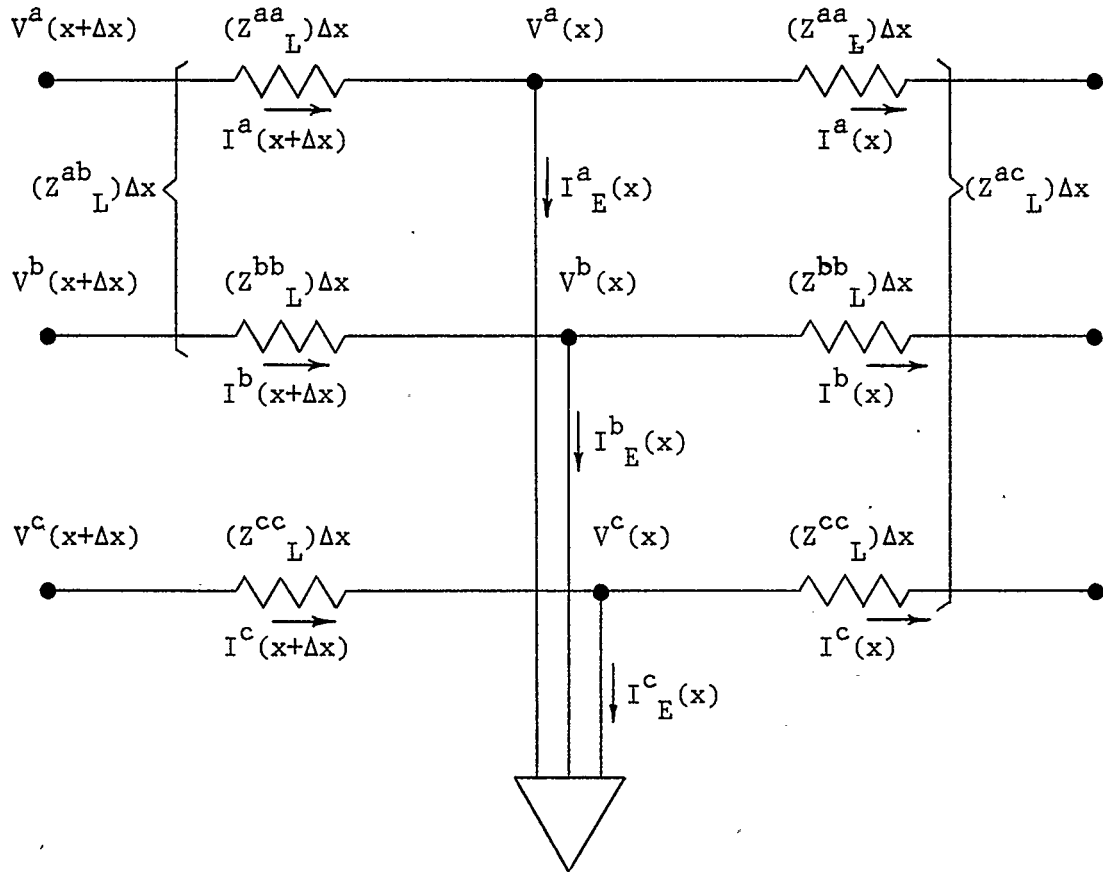 V^a(x+Δx) (Z^aa_L)Δx V^a(x) (Z^aa_L)Δx
I^a(x+Δx) I^a(x)
(Z^ab_L)Δx I^a_E(x) (Z^ac_L)Δx
V^b(x+Δx) (Z^bb_L)Δx V^b(x) (Z^bb_L)Δx
I^b(x+Δx) I^b(x)
I^b_E(x)
V^c(x+Δx) (Z^cc_L)Δx V^c(x) (Z^cc_L)Δx
I^c(x+Δx) I^c(x)
I^c_E(x)